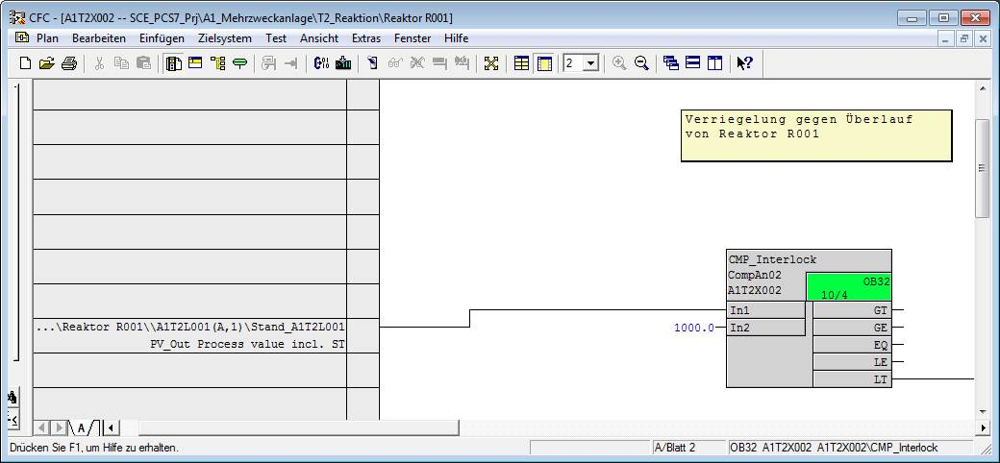 CFC - [A1T2X002 -- SCE_PCS7_Prj\A1_Mehrzweckanlage\T2_Reaktion\Reaktor R001]
Plan Bearbeiten Einfügen Zielsystem Test Ansicht Extras Fenster Hilfe
2
Verriegelung gegen Überlauf
von Reaktor R001
CMP_Interlock
CompAn02
A1T2X002
OB32
10/4
In1
GT
...\Reaktor R001\\A1T2L001(A,1)\Stand_A1T2L001
1000.0
In2
GE
PV_Out Process value incl. ST
EQ
LE
LT
A
Drücken Sie F1, um Hilfe zu erhalten.
A/Blatt 2
OB32 A1T2X002 A1T2X002\CMP_Interlock